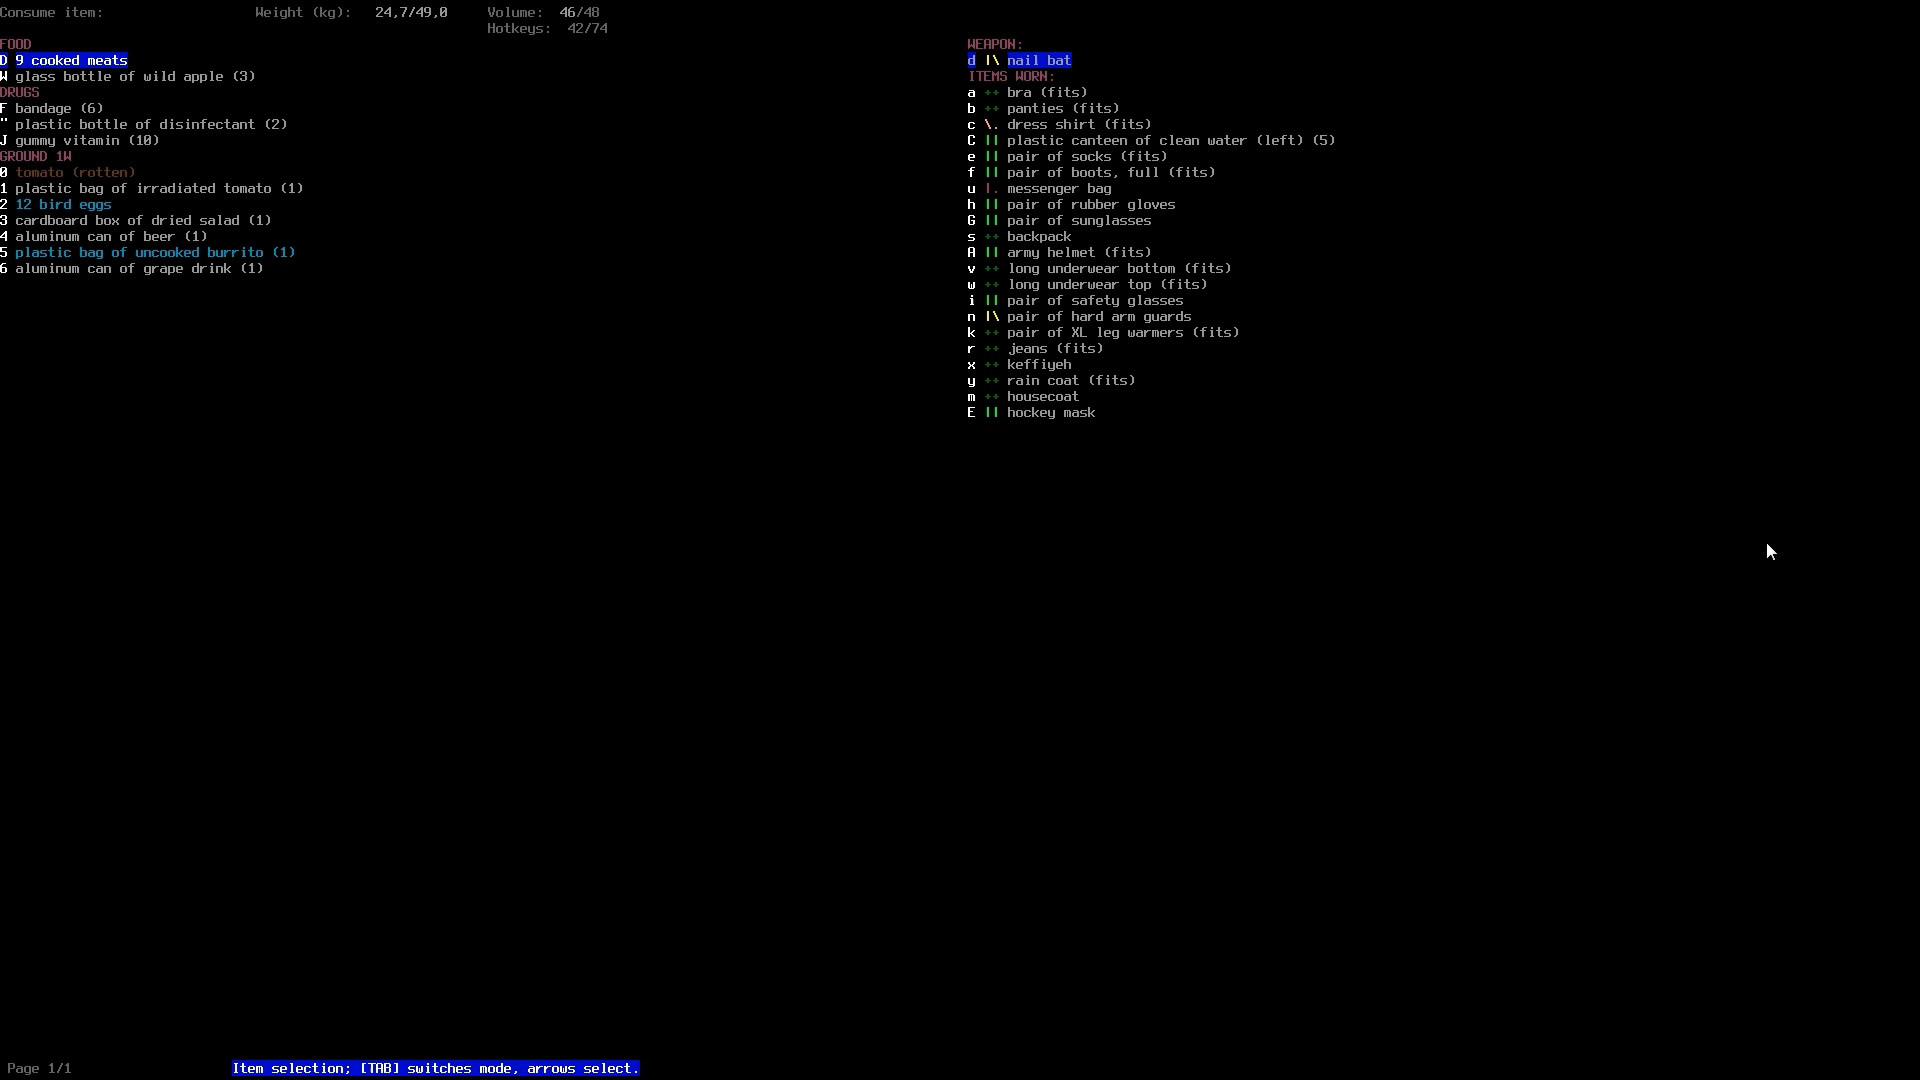 Consume item: Weight (kg): 24,7/49,0 Volume: 46/48
Hotkeys: 42/74
FOOD
D 9 cooked meats
W glass bottle of wild apple (3)
DRUGS
F bandage (6)
" plastic bottle of disinfectant (2)
J gummy vitamin (10)
GROUND 1W
0 tomato (rotten)
1 plastic bag of irradiated tomato (1)
2 12 bird eggs
3 cardboard box of dried salad (1)
4 aluminum can of beer (1)
5 plastic bag of uncooked burrito (1)
6 aluminum can of grape drink (1)
WEAPON:
d |\ nail bat
ITEMS WORN:
a ++ bra (fits)
b ++ panties (fits)
c \. dress shirt (fits)
C || plastic canteen of clean water (left) (5)
e || pair of socks (fits)
f || pair of boots, full (fits)
u |. messenger bag
h || pair of rubber gloves
G || pair of sunglasses
s ++ backpack
A || army helmet (fits)
v ++ long underwear bottom (fits)
w ++ long underwear top (fits)
i || pair of safety glasses
n |\ pair of hard arm guards
k ++ pair of XL leg warmers (fits)
r ++ jeans (fits)
x ++ keffiyeh
y ++ rain coat (fits)
m ++ housecoat
E || hockey mask
Page 1/1 Item selection; [TAB] switches mode, arrows select.